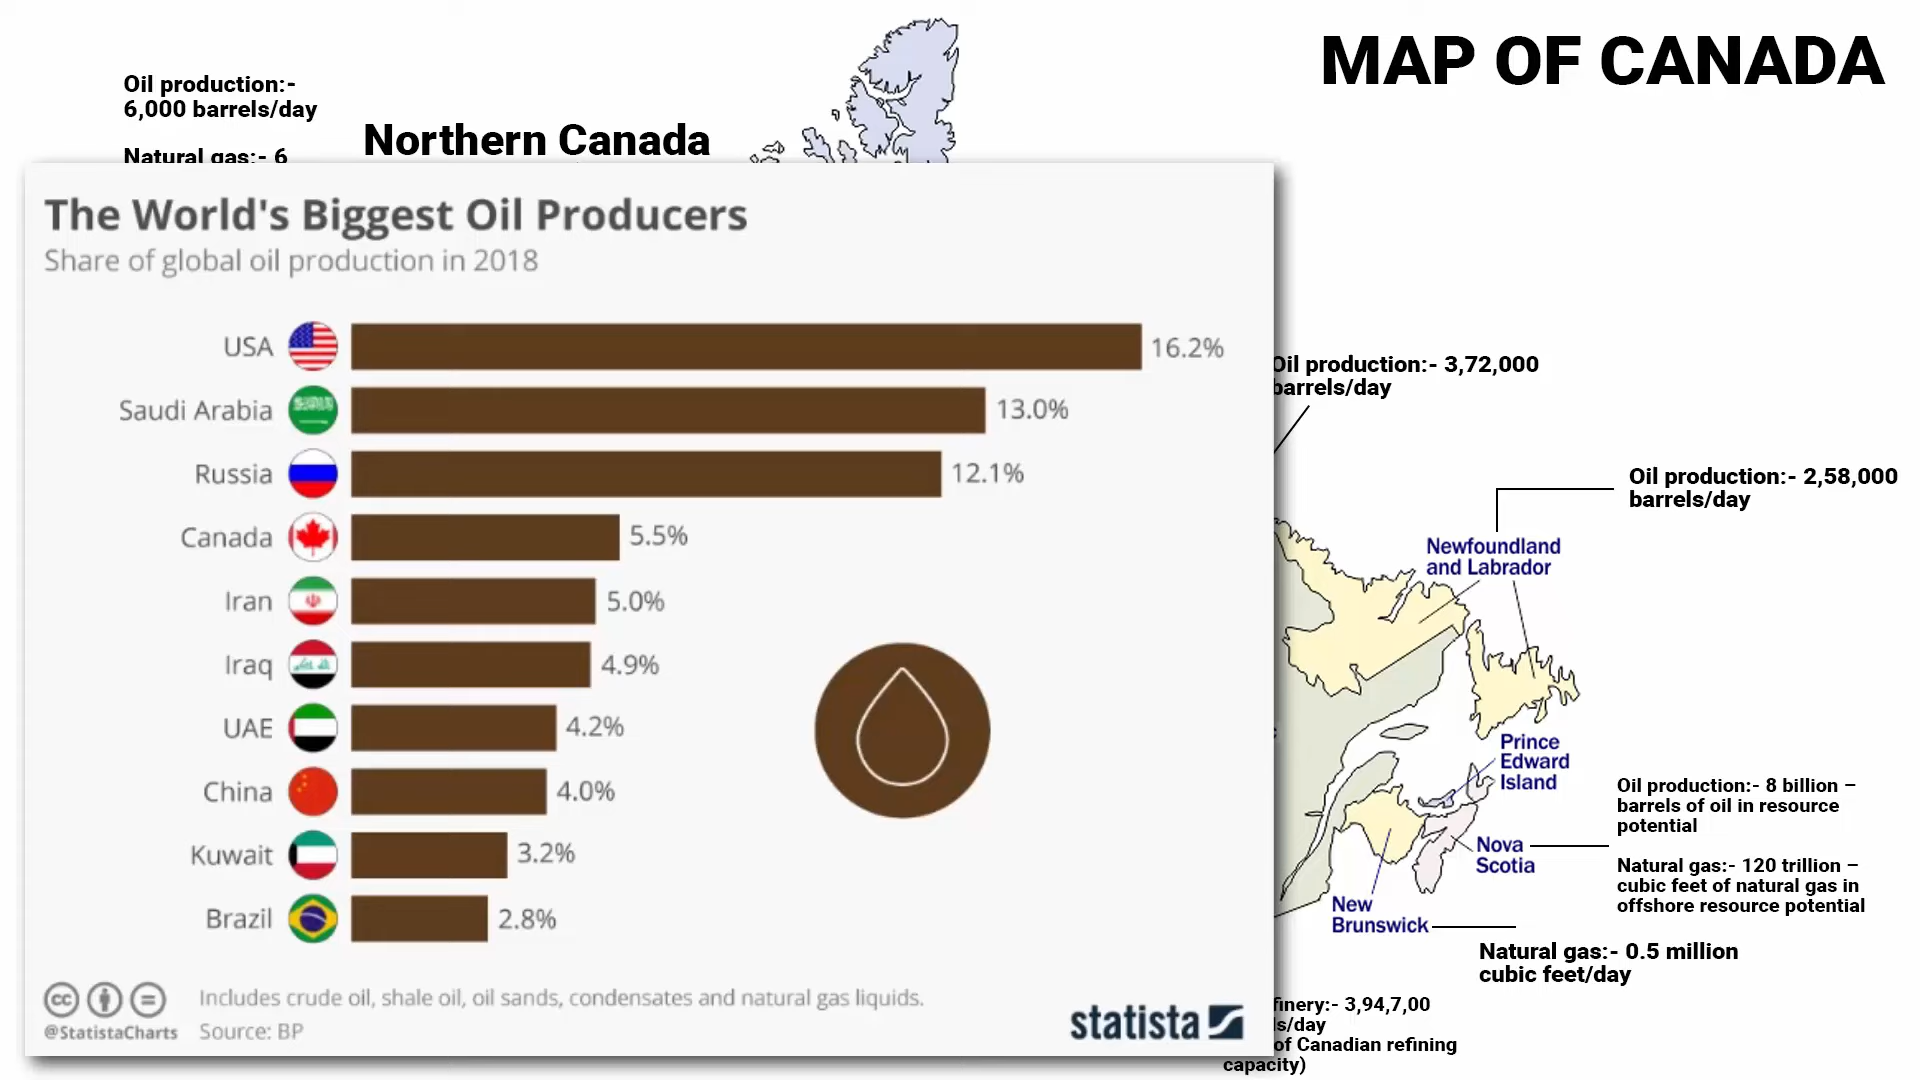 MAP OF CANADA
Oil production:-
6,000 barrels/day
Natural gas:- 6
Northern Canada
The World's Biggest Oil Producers
Share of global oil production in 2018
USA 16.2%
Saudi Arabia 13.0%
Russia 12.1%
Canada 5.5%
Iran 5.0%
Iraq 4.9%
UAE 4.2%
China 4.0%
Kuwait 3.2%
Brazil 2.8%
Includes crude oil, shale oil, oil sands, condensates and natural gas liquids.
@StatistaCharts Source: BP
statista
Oil production:- 3,72,000
barrels/day
Oil production:- 2,58,000
barrels/day
Newfoundland
and Labrador
Prince
Edward
Island
Oil production:- 8 billion –
barrels of oil in resource
potential
Nova
Scotia
Natural gas:- 120 trillion –
cubic feet of natural gas in
offshore resource potential
New
Brunswick
Natural gas:- 0.5 million
cubic feet/day
finery:- 3,94,7,00
ls/day
of Canadian refining
capacity)